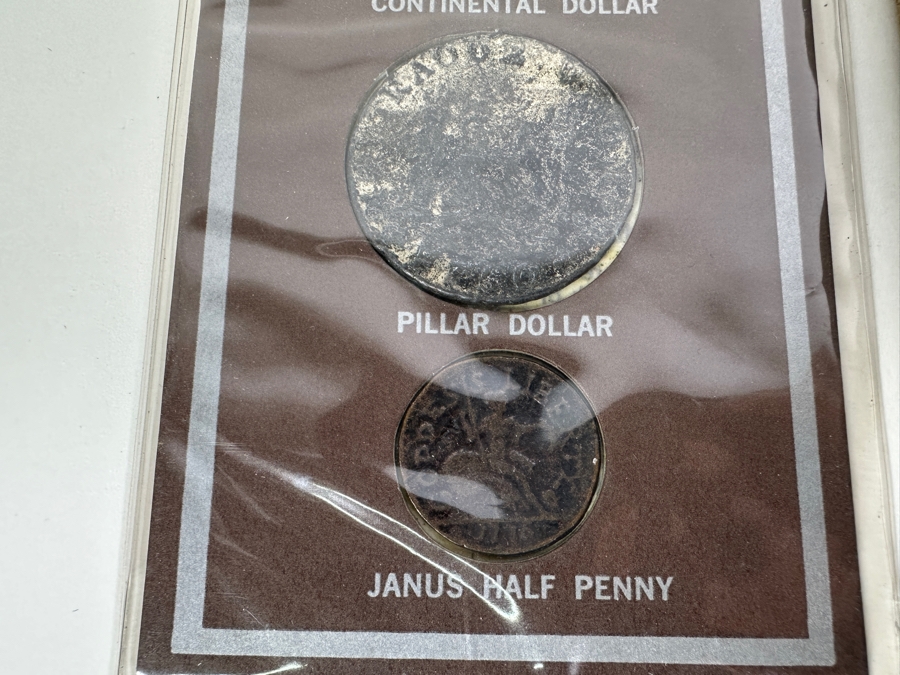 CONTINENTAL DOLLAR
PILLAR DOLLAR
JANUS HALF PENNY